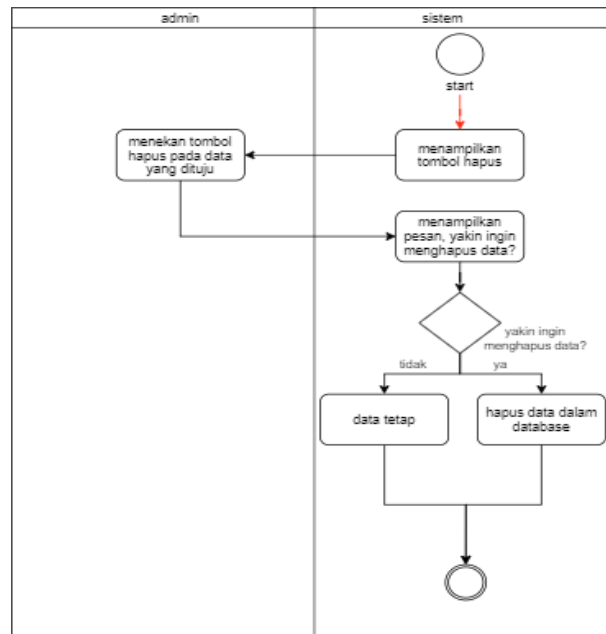 admin
sistem
start
menekan tombol
hapus pada data
yang dituju
menampilkan
tombol hapus
menampilkan
pesan, yakin ingin
menghapus data?
yakin ingin
menghapus data?
tidak
ya
data tetap
hapus data dalam
database